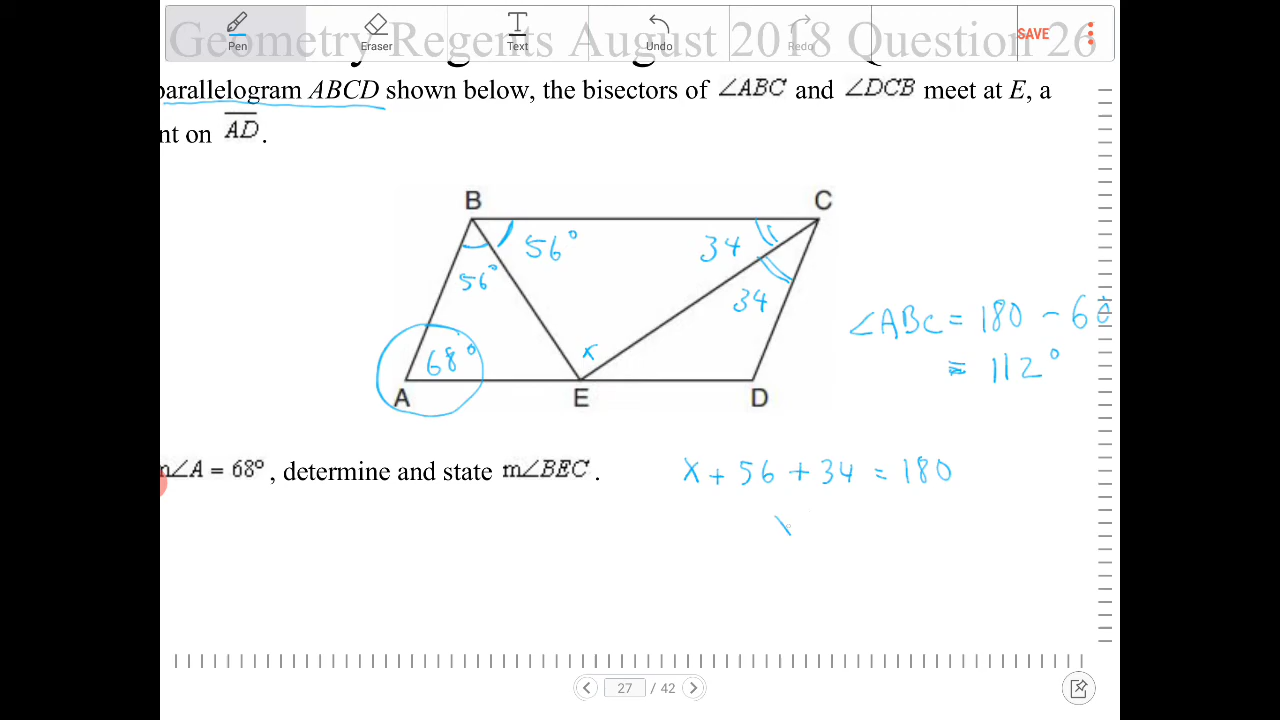 Geometry Regents August 2018 Question 26
Pen
Eraser
Text
Undo
Redo
SAVE
parallelogram ABCD shown below, the bisectors of ∠ABC and ∠DCB meet at E, a
nt on AD.
B
C
56°
34
56°
34
∠ABC = 180 - 68
= 112°
68°
x
A
E
D
m∠A = 68°, determine and state m∠BEC.
x + 56 + 34 = 180
27 / 42